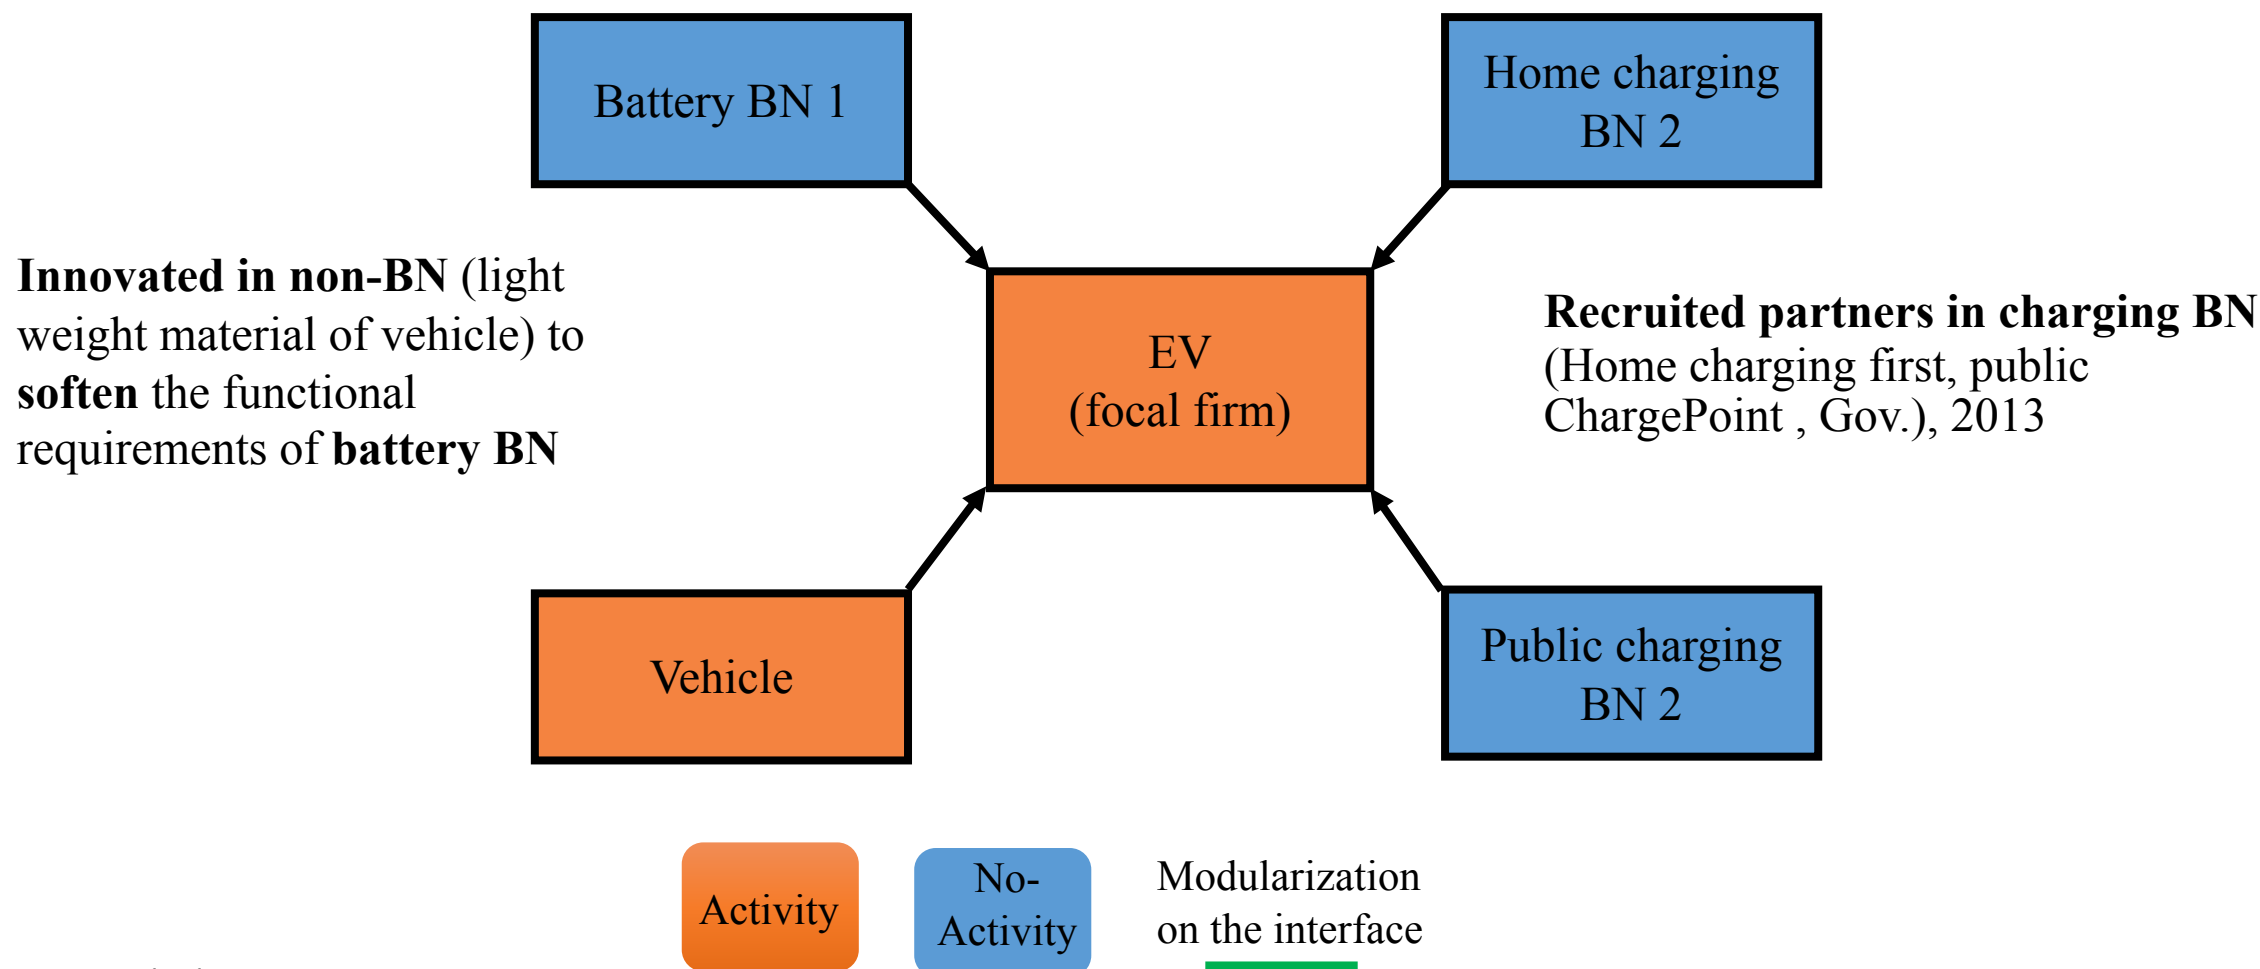 Battery BN 1
Home charging
BN 2
Innovated in non-BN (light
weight material of vehicle) to
soften the functional
requirements of battery BN
EV
(focal firm)
Recruited partners in charging BN
(Home charging first, public
ChargePoint , Gov.), 2013
Vehicle
Public charging
BN 2
Activity
No-
Activity
Modularization
on the interface